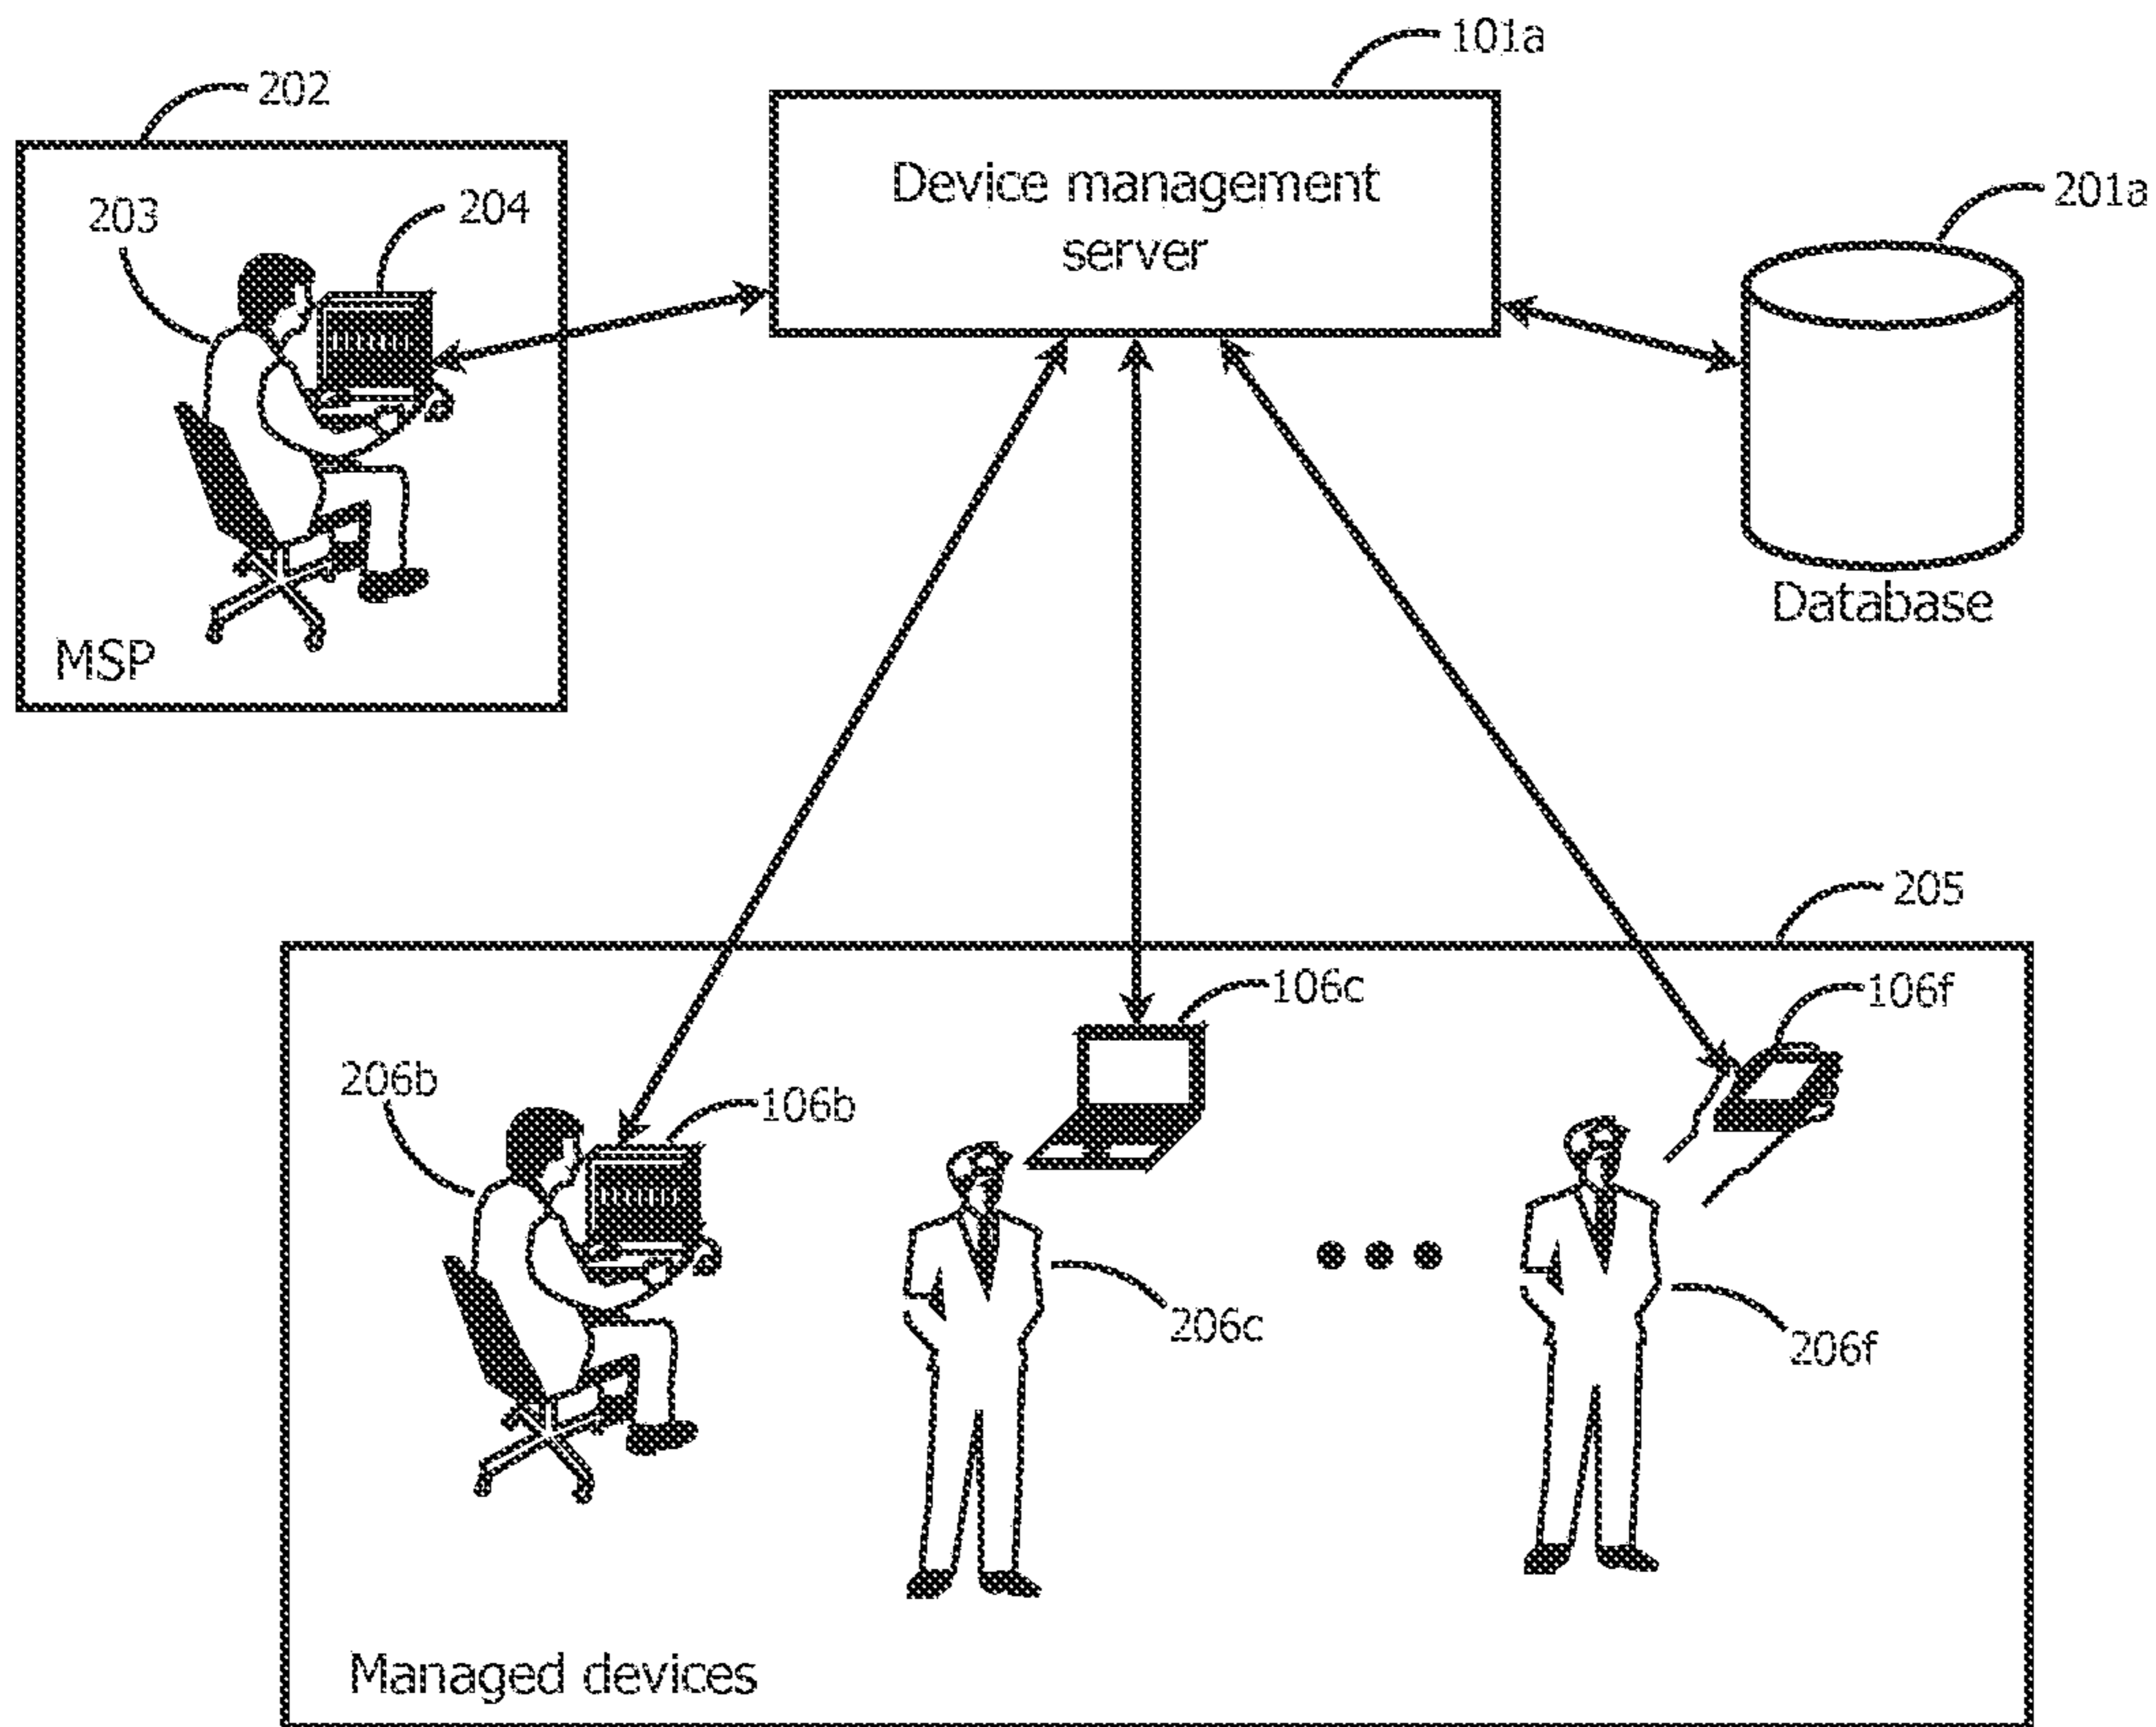 101a
202
Device management
server
201a
203
204
Database
MSP
205
106c
106f
206b
106b
206c
206f
Managed devices